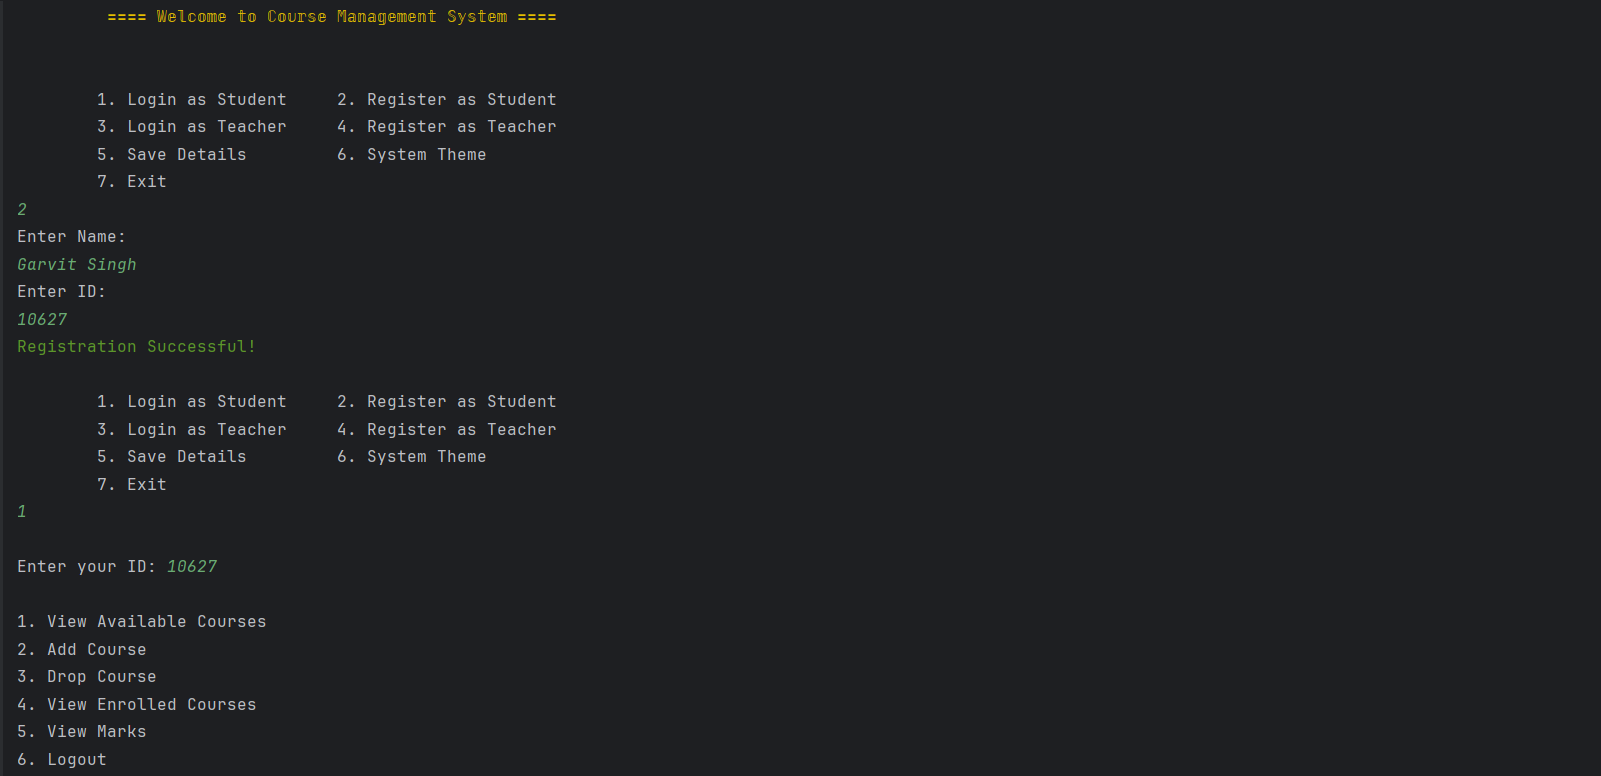 ==== Welcome to Course Management System ====
1. Login as Student     2. Register as Student
3. Login as Teacher     4. Register as Teacher
5. Save Details         6. System Theme
7. Exit
2
Enter Name:
Garvit Singh
Enter ID:
10627
Registration Successful!
1. Login as Student     2. Register as Student
3. Login as Teacher     4. Register as Teacher
5. Save Details         6. System Theme
7. Exit
1
Enter your ID: 10627
1. View Available Courses
2. Add Course
3. Drop Course
4. View Enrolled Courses
5. View Marks
6. Logout